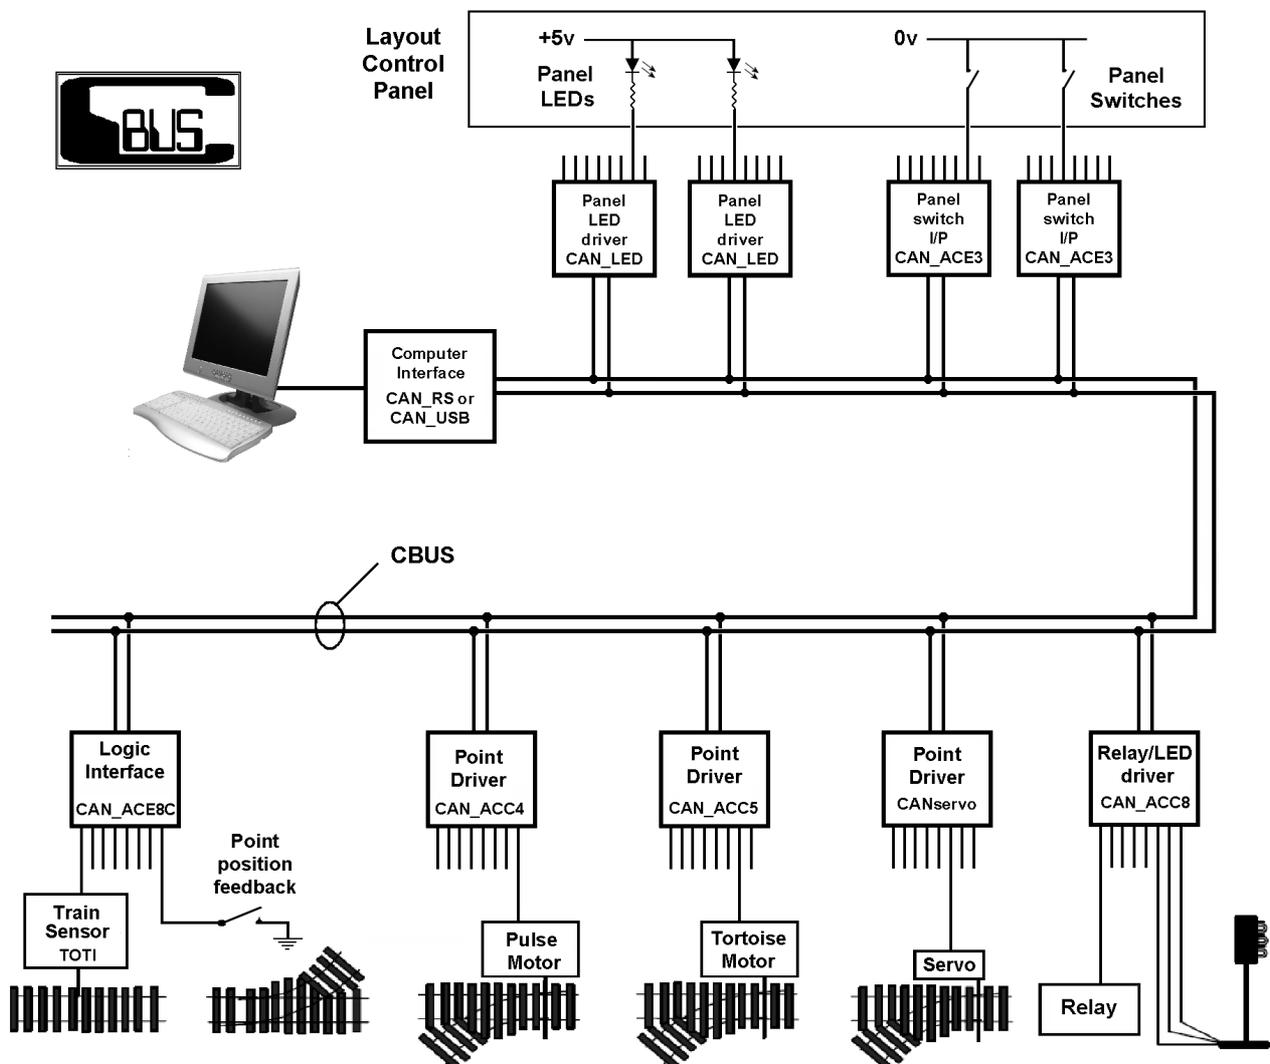 Layout
Control
Panel
+5v
Panel
LEDs
0v
Panel
Switches
CBUS
Panel
LED
driver
CAN_LED
Panel
LED
driver
CAN_LED
Panel
switch
I/P
CAN_ACE3
Panel
switch
I/P
CAN_ACE3
Computer
Interface
CAN_RS or
CAN_USB
CBUS
Logic
Interface
CAN_ACE8C
Point
Driver
CAN_ACC4
Point
Driver
CAN_ACC5
Point
Driver
CANservo
Relay/LED
driver
CAN_ACC8
Point
position
feedback
Train
Sensor
TOTI
Pulse
Motor
Tortoise
Motor
Servo
Relay